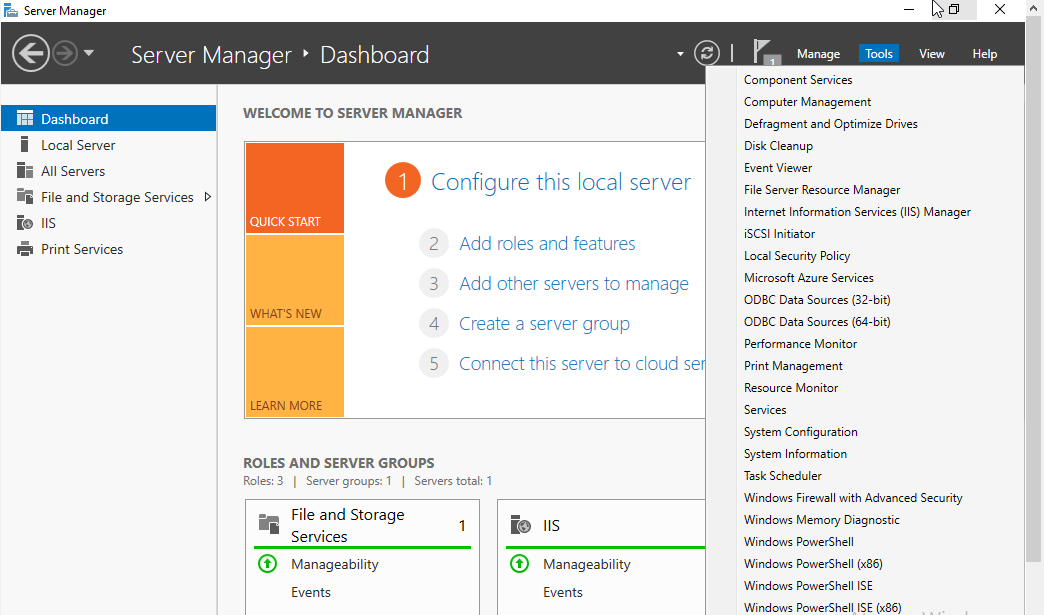 Server Manager
Server Manager • Dashboard
1
Manage
Tools
View
Help
Dashboard
Local Server
All Servers
File and Storage Services
IIS
Print Services
WELCOME TO SERVER MANAGER
QUICK START
WHAT'S NEW
LEARN MORE
1 Configure this local server
2 Add roles and features
3 Add other servers to manage
4 Create a server group
5 Connect this server to cloud ser
ROLES AND SERVER GROUPS
Roles: 3 | Server groups: 1 | Servers total: 1
File and Storage
Services
1
Manageability
Events
IIS
Manageability
Events
Component Services
Computer Management
Defragment and Optimize Drives
Disk Cleanup
Event Viewer
File Server Resource Manager
Internet Information Services (IIS) Manager
iSCSI Initiator
Local Security Policy
Microsoft Azure Services
ODBC Data Sources (32-bit)
ODBC Data Sources (64-bit)
Performance Monitor
Print Management
Resource Monitor
Services
System Configuration
System Information
Task Scheduler
Windows Firewall with Advanced Security
Windows Memory Diagnostic
Windows PowerShell
Windows PowerShell (x86)
Windows PowerShell ISE
Windows PowerShell ISE (x86)